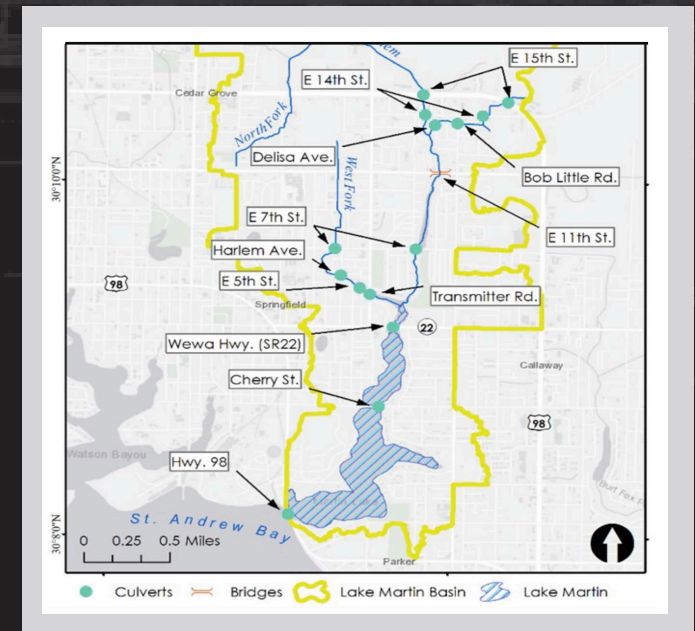 E 15th St.
E 14th St.
Cedar Grove
North Fork
Delisa Ave.
West Fork
Bob Little Rd.
30°10'0"N
E 7th St.
E 11th St.
Harlem Ave.
98
E 5th St.
Transmitter Rd.
Springfield
22
Wewa Hwy. (SR22)
Callaway
Cherry St.
98
Watson Bayou
Hwy. 98
St. Andrew Bay
30°8'0"N
0 0.25 0.5 Miles
Parker
Culverts Bridges Lake Martin Basin Lake Martin